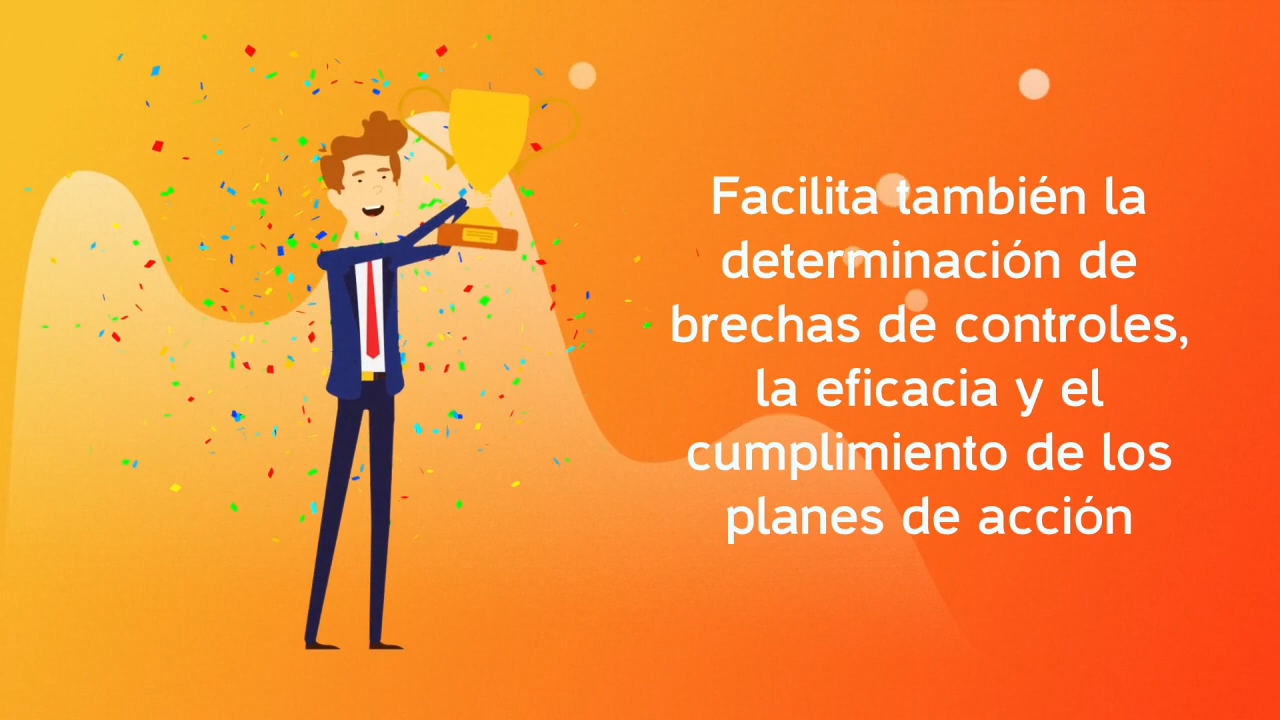 Facilita también la
determinación de
brechas de controles,
la eficacia y el
cumplimiento de los
planes de acción